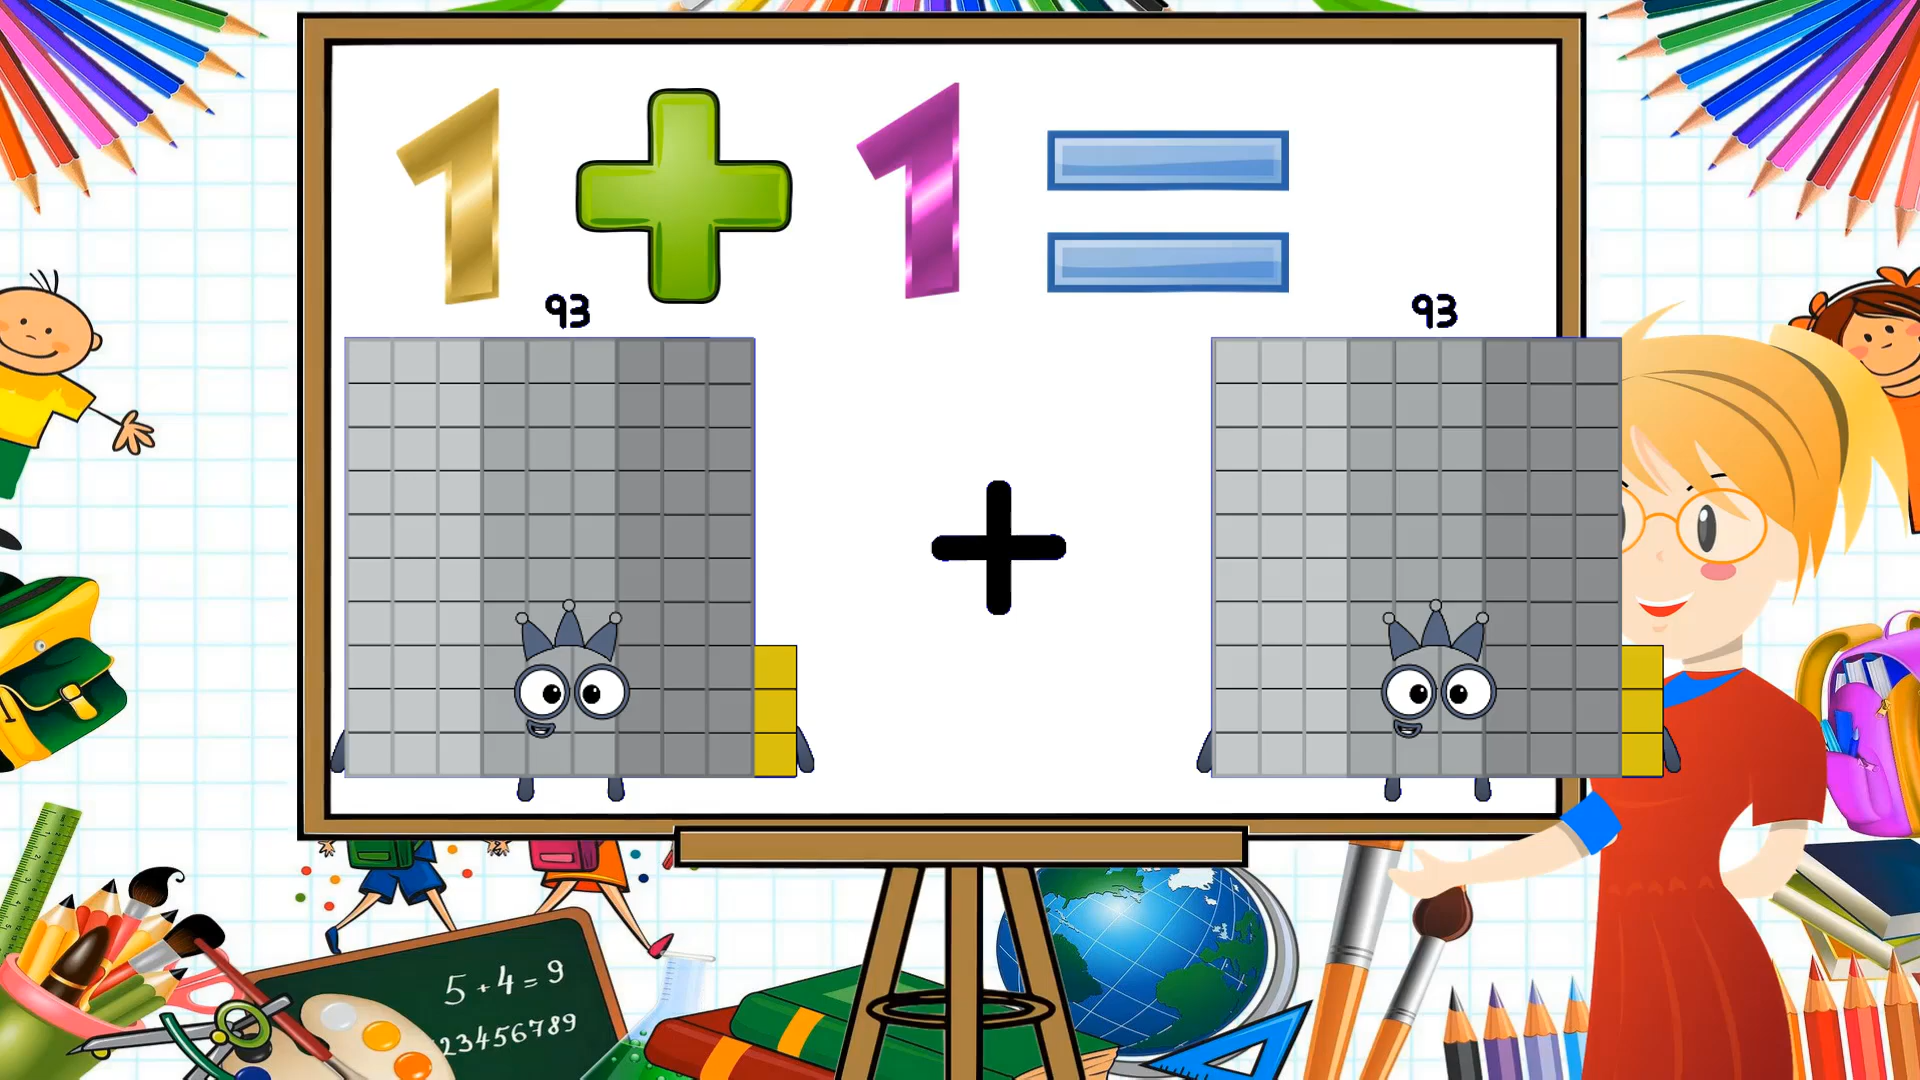 1 + 1 =
93 93
+
5 + 4 = 9
23456789